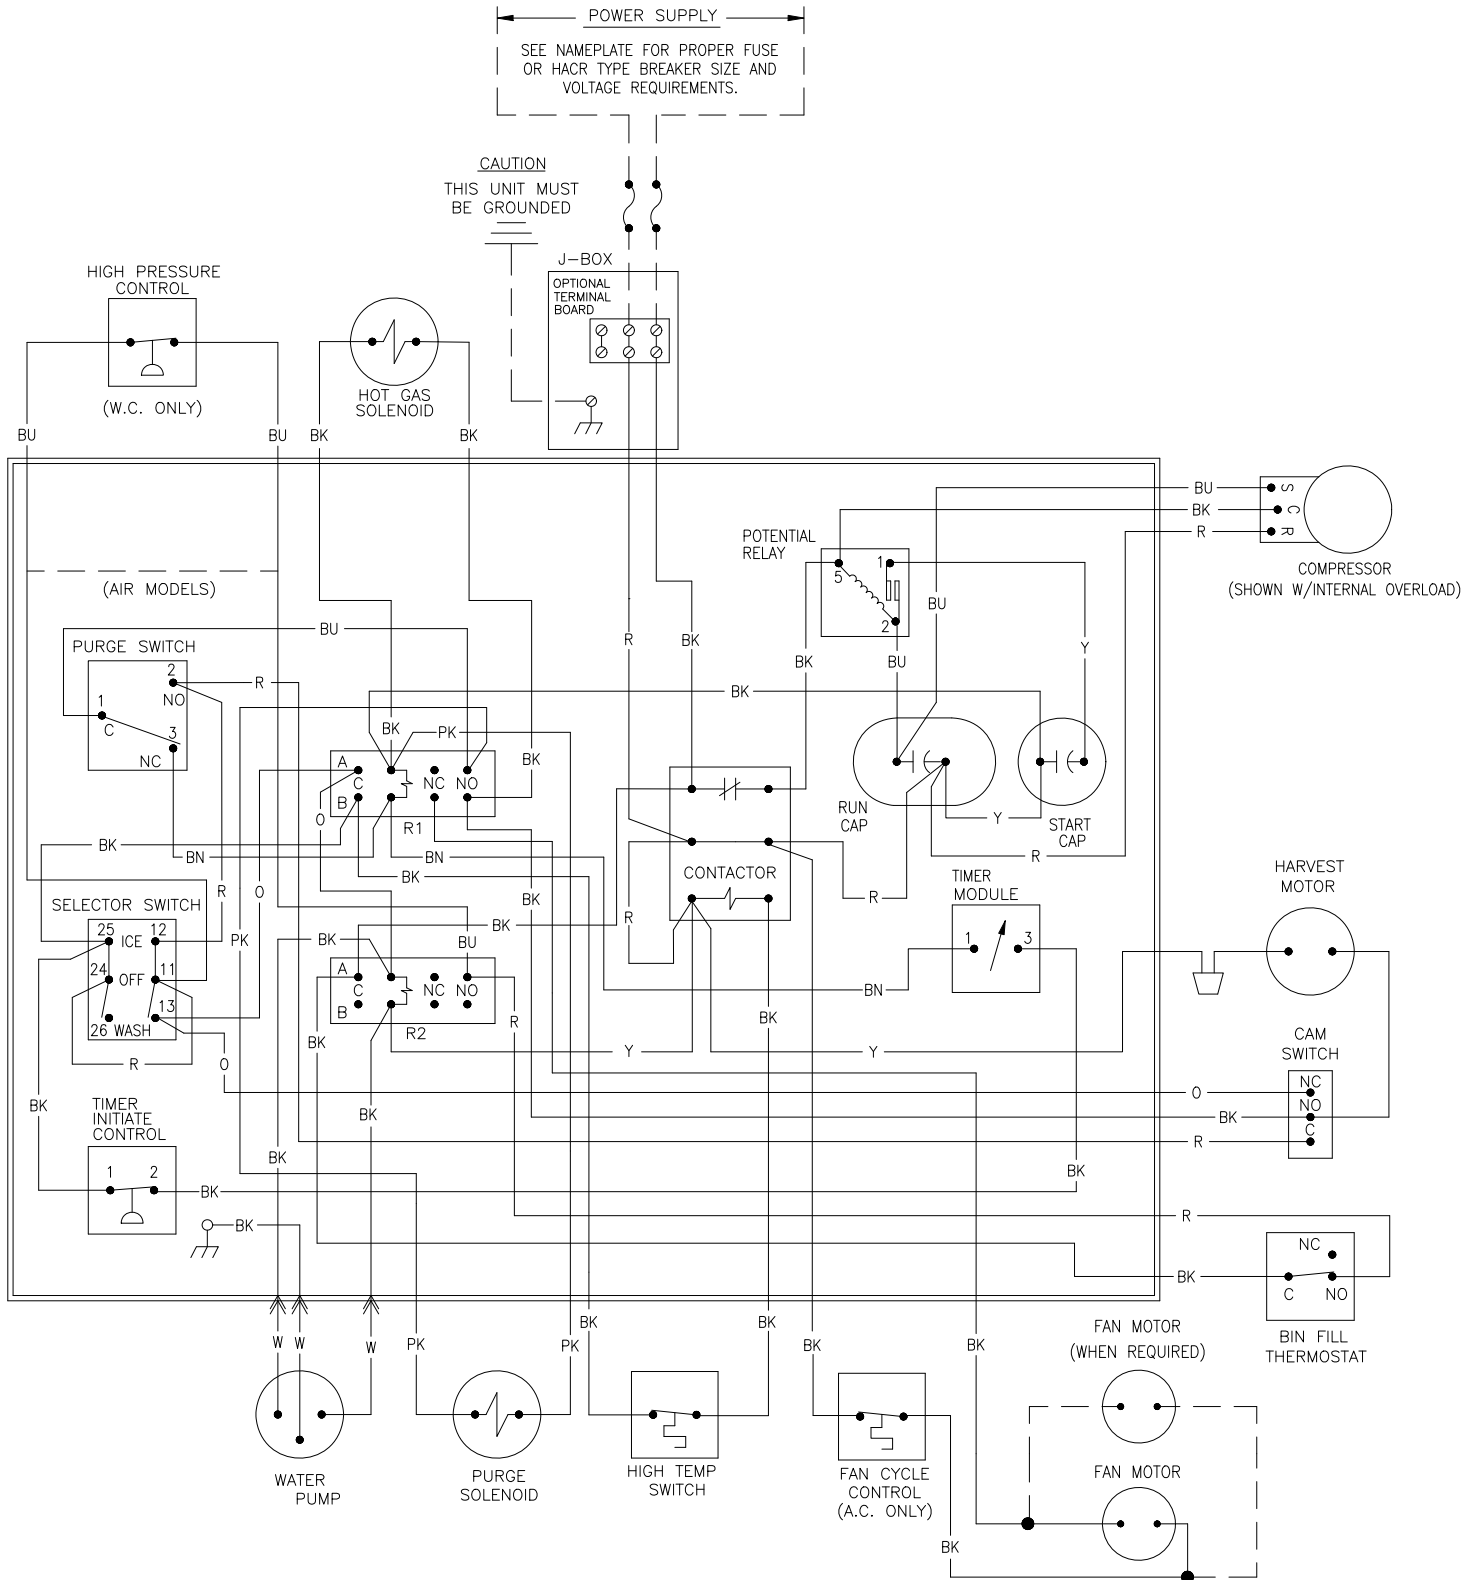 POWER SUPPLY
SEE NAMEPLATE FOR PROPER FUSE
OR HACR TYPE BREAKER SIZE AND
VOLTAGE REQUIREMENTS.
CAUTION
THIS UNIT MUST
BE GROUNDED
J-BOX
OPTIONAL
TERMINAL
BOARD
HIGH PRESSURE
CONTROL
(W.C. ONLY)
HOT GAS
SOLENOID
BU
BU
BK
BK
BU
S
BK
C
R
R
COMPRESSOR
(SHOWN W/INTERNAL OVERLOAD)
POTENTIAL
RELAY
5
1
2
(AIR MODELS)
BU
BU
R
BK
Y
BK
BU
PURGE SWITCH
2
NO
1
C
3
NC
R
BK
BK
PK
BK
A
C
NC
NO
B
R1
O
RUN
CAP
Y
START
CAP
BK
BN
BN
R
BK
R
O
CONTACTOR
R
TIMER
MODULE
1
3
HARVEST
MOTOR
SELECTOR SWITCH
25
ICE
12
24
OFF
11
13
26
WASH
PK
BK
BK
BK
R
BU
A
C
NC
NO
B
R2
R
BN
BK
BK
R
O
Y
Y
CAM
SWITCH
NC
NO
C
O
BK
R
BK
TIMER
INITIATE
CONTROL
1
2
BK
BK
BK
BK
BK
R
NC
C
NO
BK
BIN FILL
THERMOSTAT
W
W
W
PK
PK
BK
BK
BK
BK
FAN MOTOR
(WHEN REQUIRED)
WATER
PUMP
PURGE
SOLENOID
HIGH TEMP
SWITCH
FAN CYCLE
CONTROL
(A.C. ONLY)
FAN MOTOR
BK